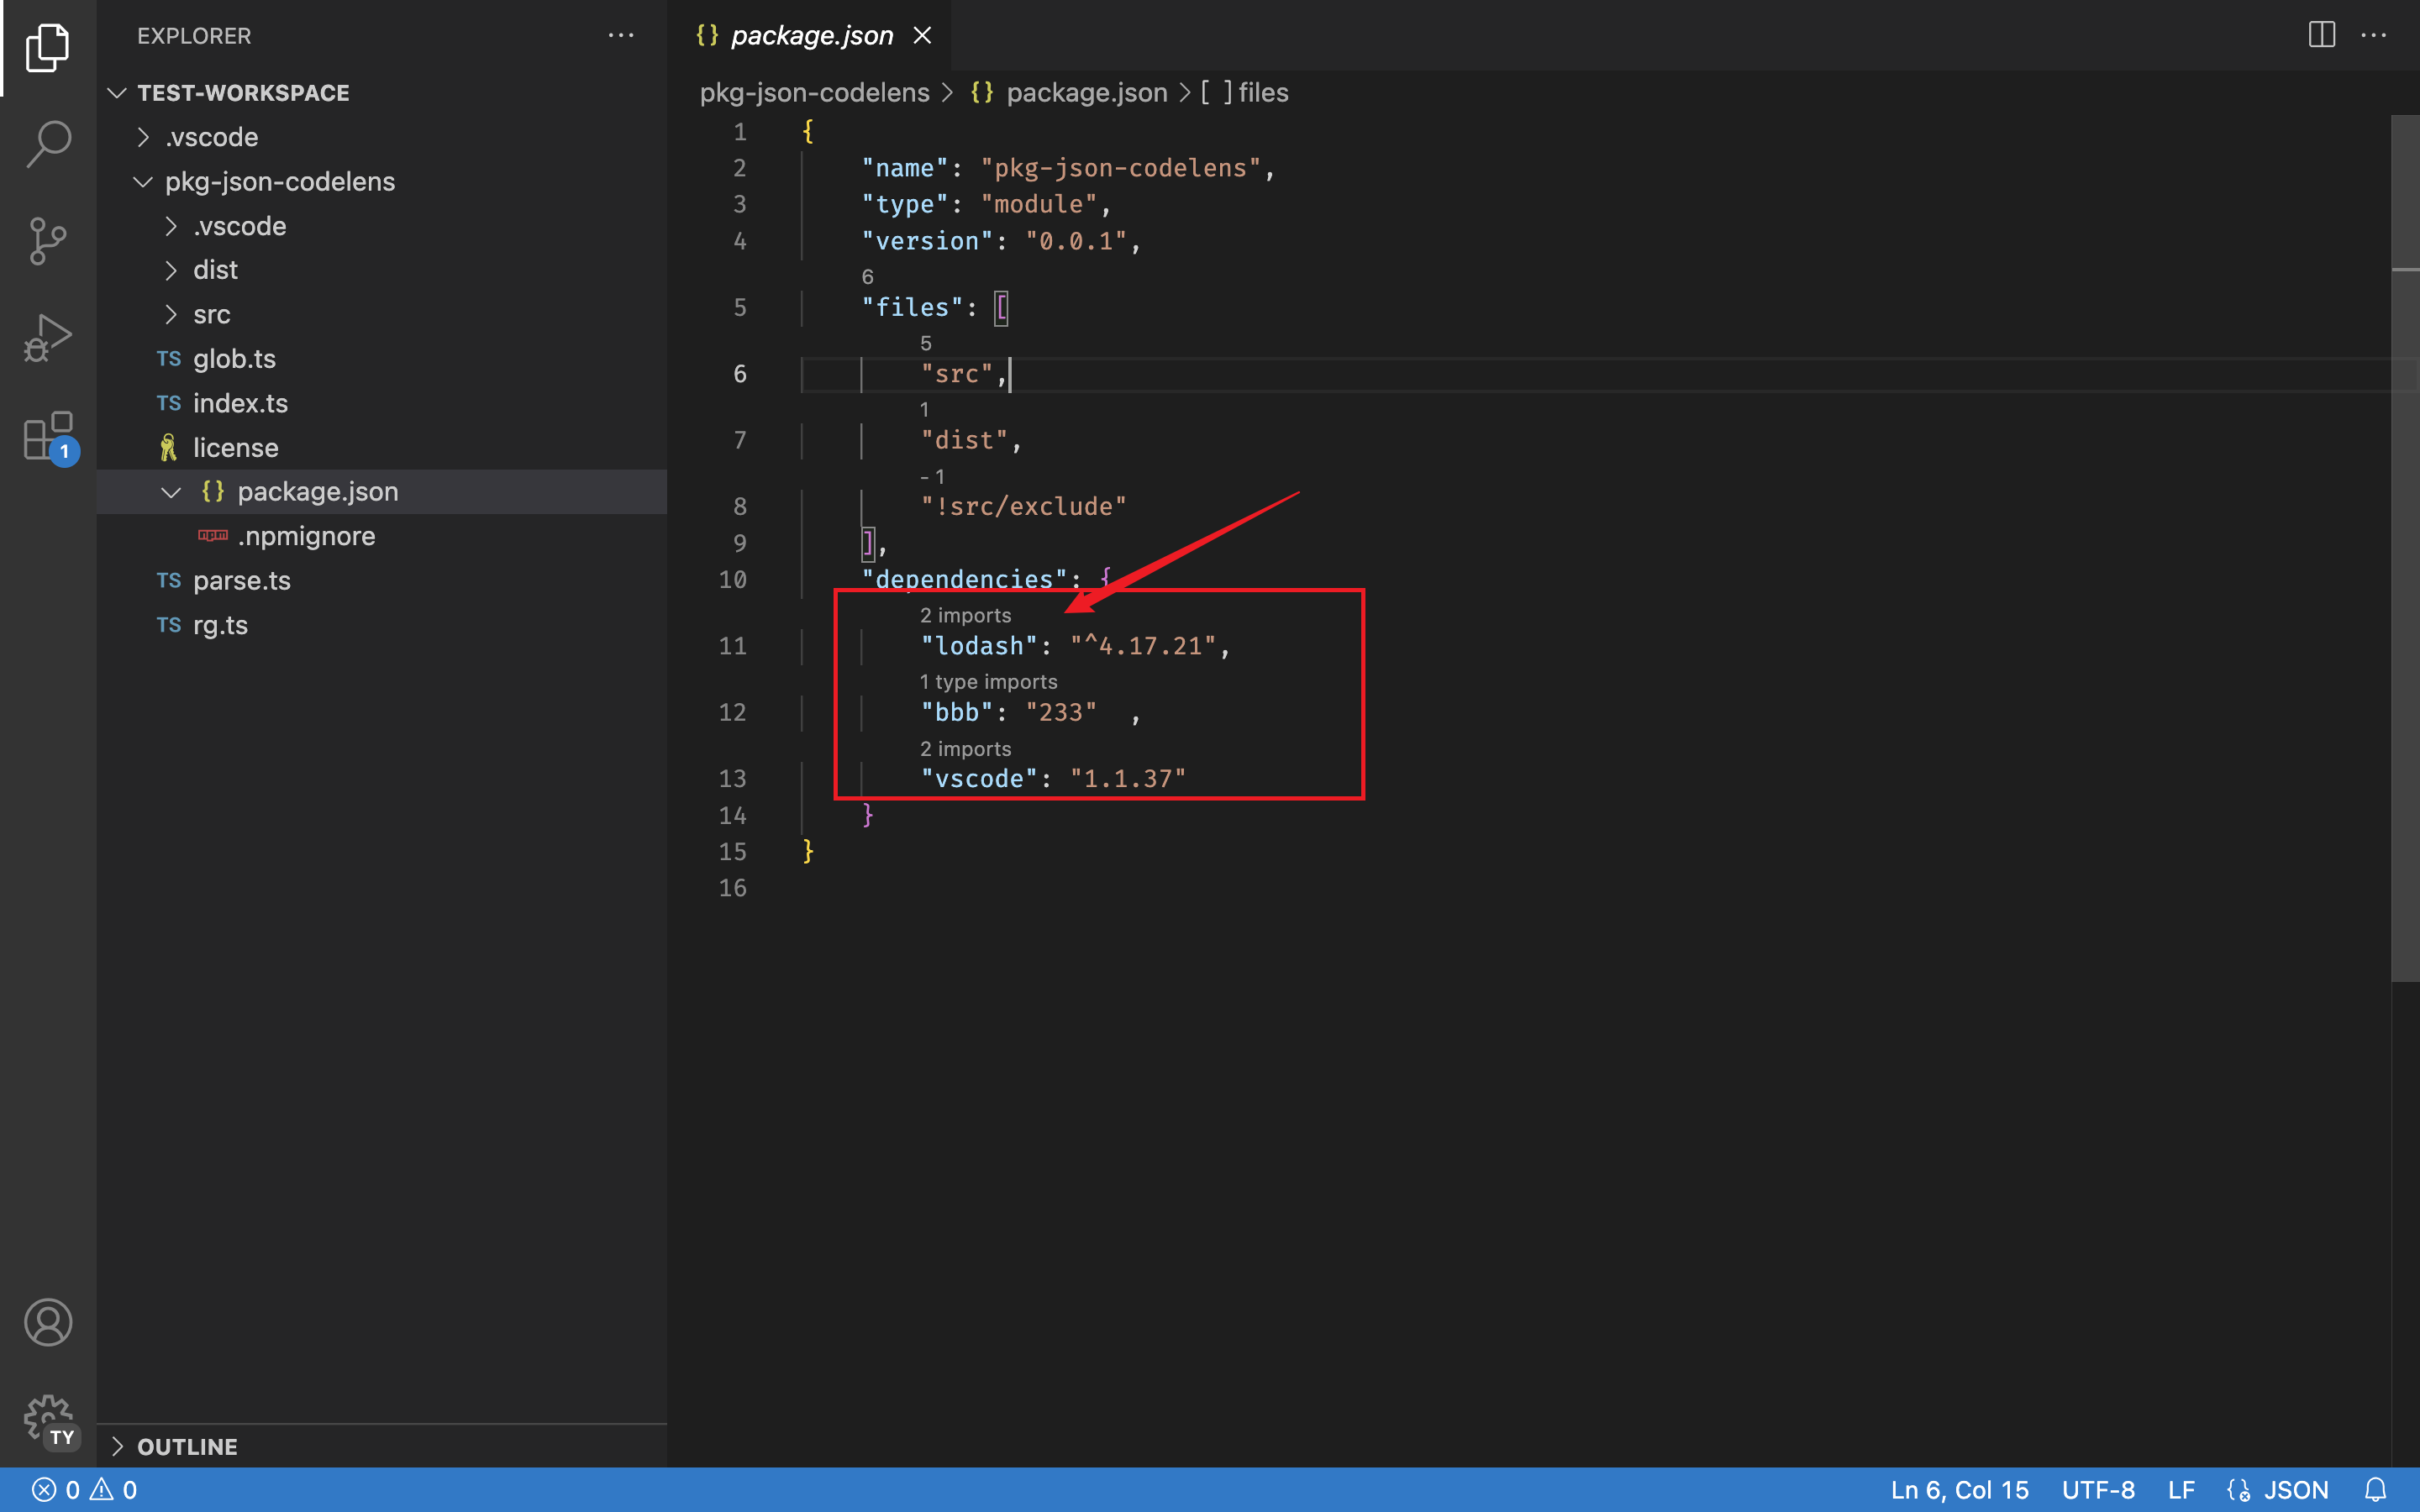 EXPLORER
TEST-WORKSPACE
.vscode
pkg-json-codelens
.vscode
dist
src
TS glob.ts
TS index.ts
license
{} package.json
.npmignore
TS parse.ts
TS rg.ts
OUTLINE
1
TY
{} package.json
pkg-json-codelens > {} package.json > [ ] files
1 {
2 "name": "pkg-json-codelens",
3 "type": "module",
4 "version": "0.0.1",
6
5 "files": [
5
6 "src",
1
7 "dist",
-1
8 "!src/exclude"
9 ],
10 "dependencies": {
2 imports
11 "lodash": "^4.17.21",
1 type imports
12 "bbb": "233"  ,
2 imports
13 "vscode": "1.1.37"
14 }
15 }
16
0 0
Ln 6, Col 15 UTF-8 LF JSON